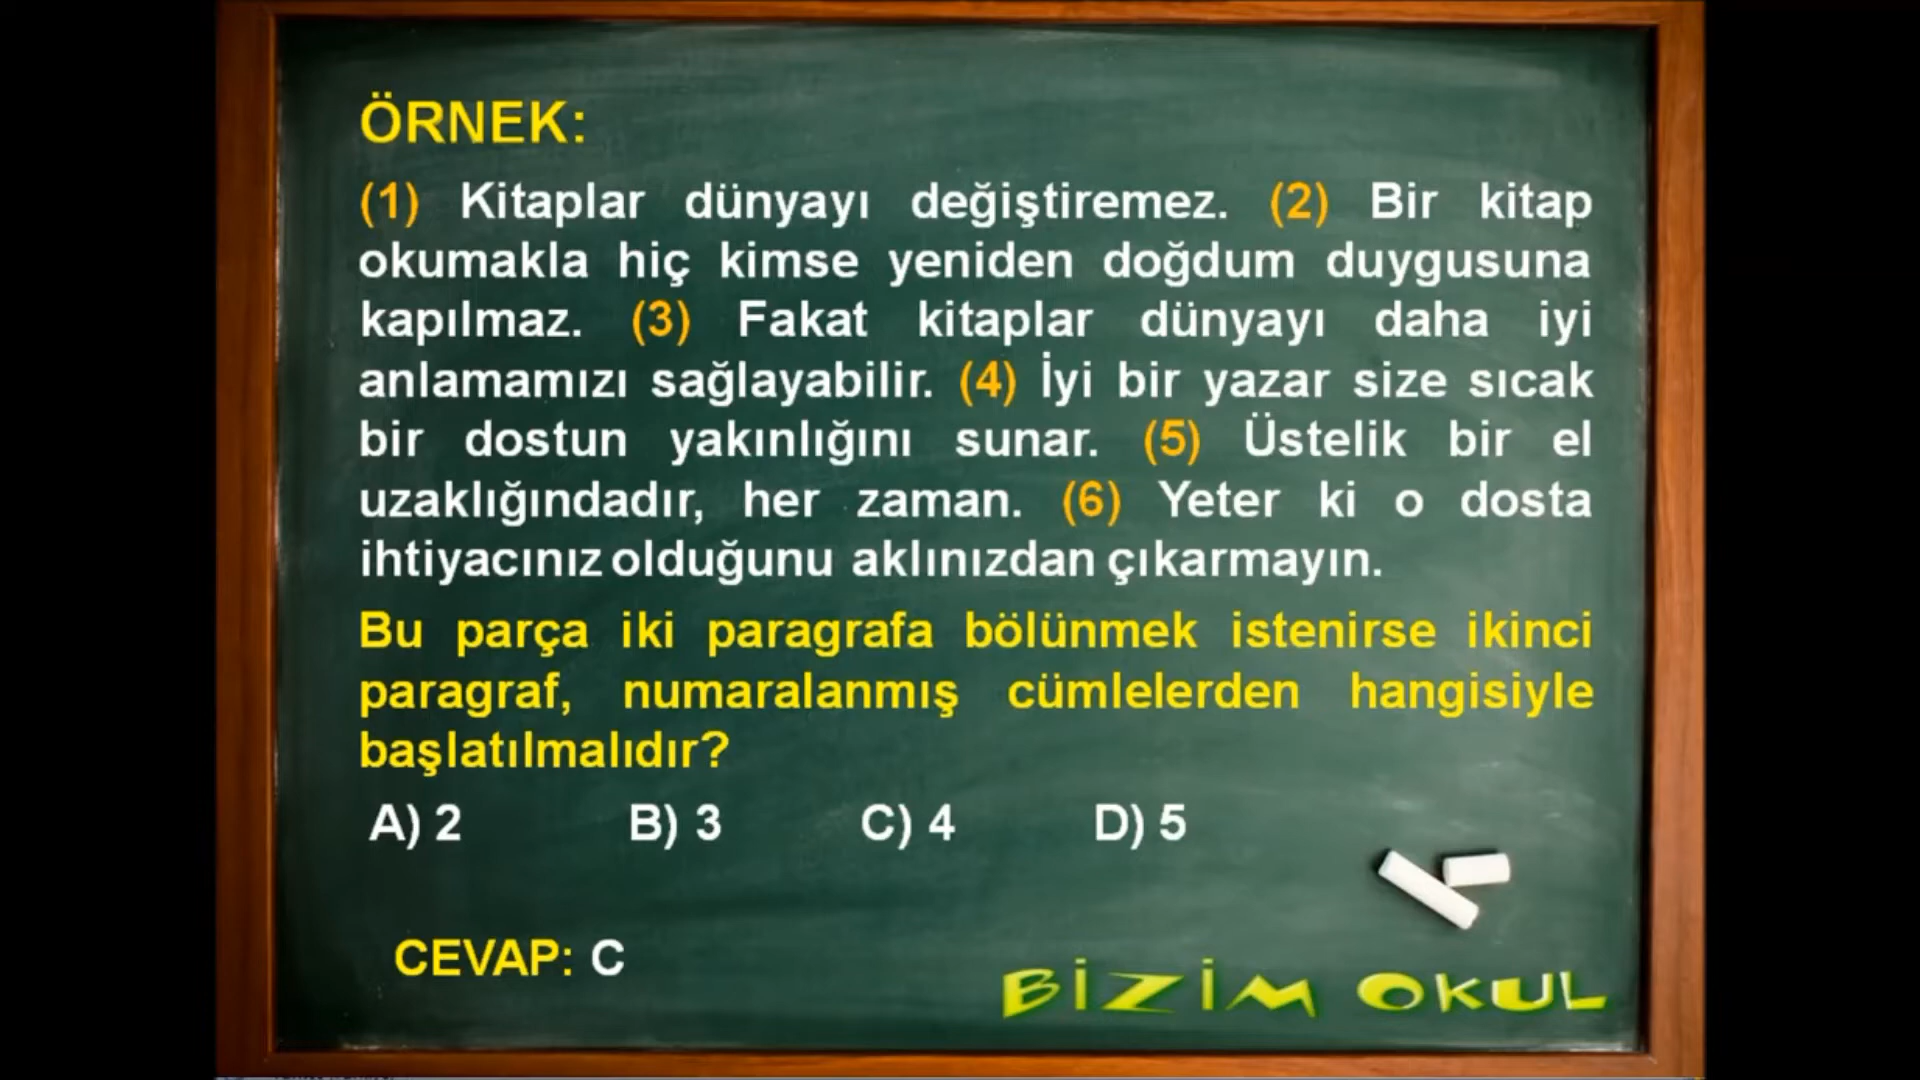 ÖRNEK:
(1) Kitaplar dünyayı değiştiremez. (2) Bir kitap
okumakla hiç kimse yeniden doğdum duygusuna
kapılmaz. (3) Fakat kitaplar dünyayı daha iyi
anlamamızı sağlayabilir. (4) İyi bir yazar size sıcak
bir dostun yakınlığını sunar. (5) Üstelik bir el
uzaklığındadır, her zaman. (6) Yeter ki o dosta
ihtiyacınız olduğunu aklınızdan çıkarmayın.
Bu parça iki paragrafa bölünmek istenirse ikinci
paragraf, numaralanmış cümlelerden hangisiyle
başlatılmalıdır?
A) 2 B) 3 C) 4 D) 5
CEVAP: C
BİZİM OKUL